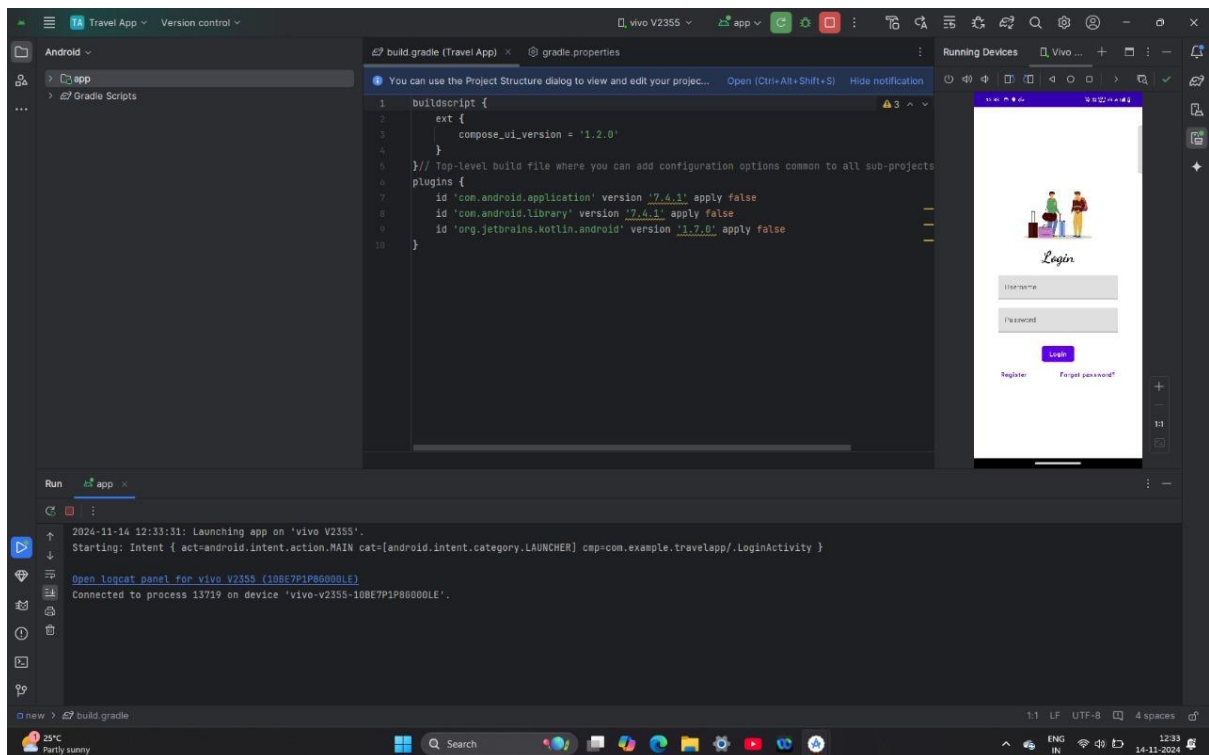 TA Travel App Version control vivo V2355 app
Android
app
Gradle Scripts
build.gradle (Travel App) gradle.properties
You can use the Project Structure dialog to view and edit your projec... Open (Ctrl+Alt+Shift+S) Hide notification
1 buildscript {
2 ext {
3 compose_ui_version = '1.2.0'
4 }
5 }// Top-level build file where you can add configuration options common to all sub-projects
6 plugins {
7 id 'com.android.application' version '7.4.1' apply false
8 id 'com.android.library' version '7.4.1' apply false
9 id 'org.jetbrains.kotlin.android' version '1.7.0' apply false
10 }
3
Running Devices Vivo ...
Login
Username
Password
Login
Register Forget password?
1:1
Run app
2024-11-14 12:33:31: Launching app on 'vivo V2355'.
Starting: Intent { act=android.intent.action.MAIN cat=[android.intent.category.LAUNCHER] cmp=com.example.travelapp/.LoginActivity }
Open logcat panel for vivo V2355 (10BE7P1P8G000LE)
Connected to process 13719 on device 'vivo-v2355-10BE7P1P8G000LE'.
new > build.gradle 1:1 LF UTF-8 4 spaces
1
25°C
Partly sunny
Search
ENG
IN
12:33
14-11-2024